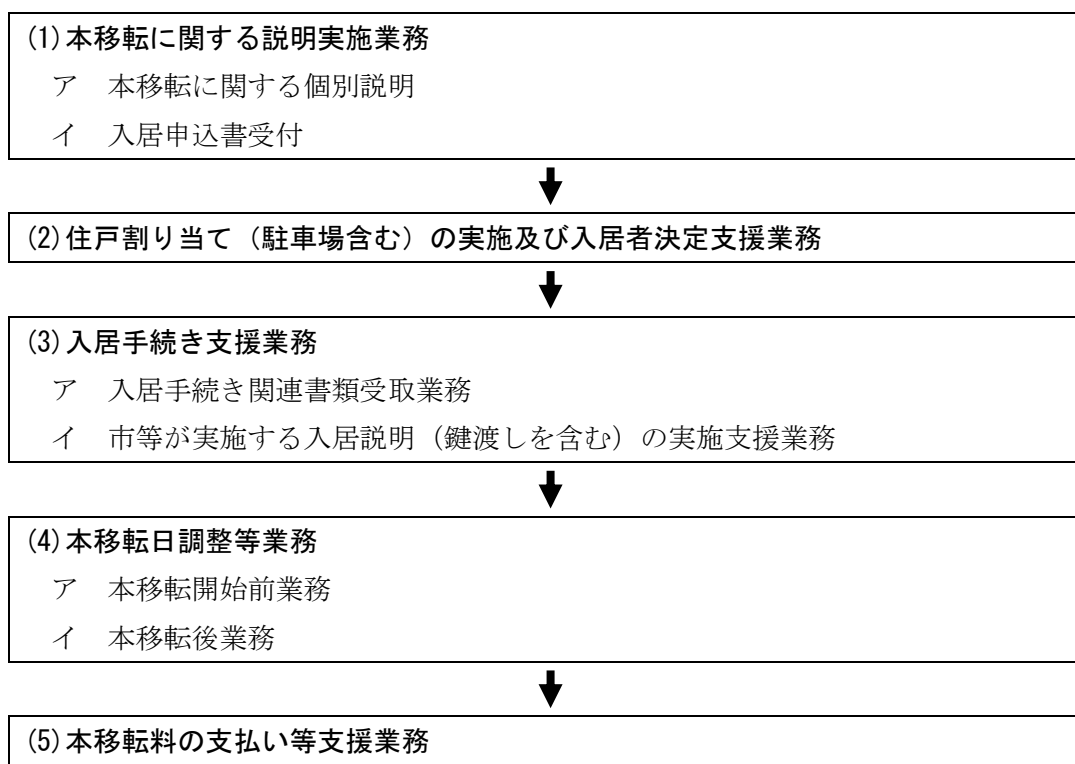 (1)本移転に関する説明実施業務
ア 本移転に関する個別説明
イ 入居申込書受付
(2)住戸割り当て（駐車場含む）の実施及び入居者決定支援業務
(3)入居手続き支援業務
ア 入居手続き関連書類受取業務
イ 市等が実施する入居説明（鍵渡しを含む）の実施支援業務
(4)本移転日調整等業務
ア 本移転開始前業務
イ 本移転後業務
(5)本移転料の支払い等支援業務